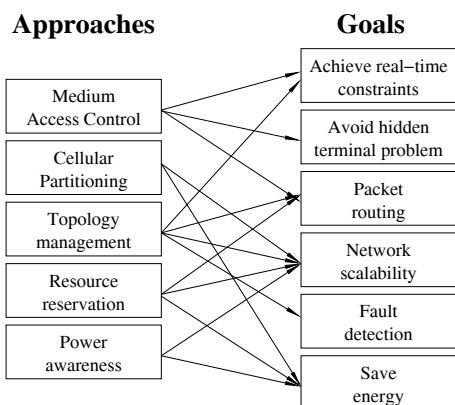 Approaches
Goals
Medium
Access Control
Cellular
Partitioning
Topology
management
Resource
reservation
Power
awareness
Achieve real−time
constraints
Avoid hidden
terminal problem
Packet
routing
Network
scalability
Fault
detection
Save
energy